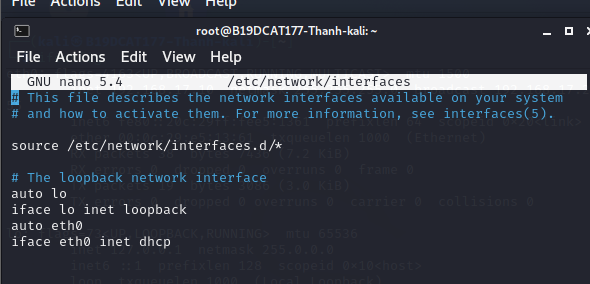 File Actions Edit View Help
root@B19DCAT177-Thanh-kali: ~
File Actions Edit View Help
GNU nano 5.4 /etc/network/interfaces
# This file describes the network interfaces available on your system
# and how to activate them. For more information, see interfaces(5).
source /etc/network/interfaces.d/*
# The loopback network interface
auto lo
iface lo inet loopback
auto eth0
iface eth0 inet dhcp